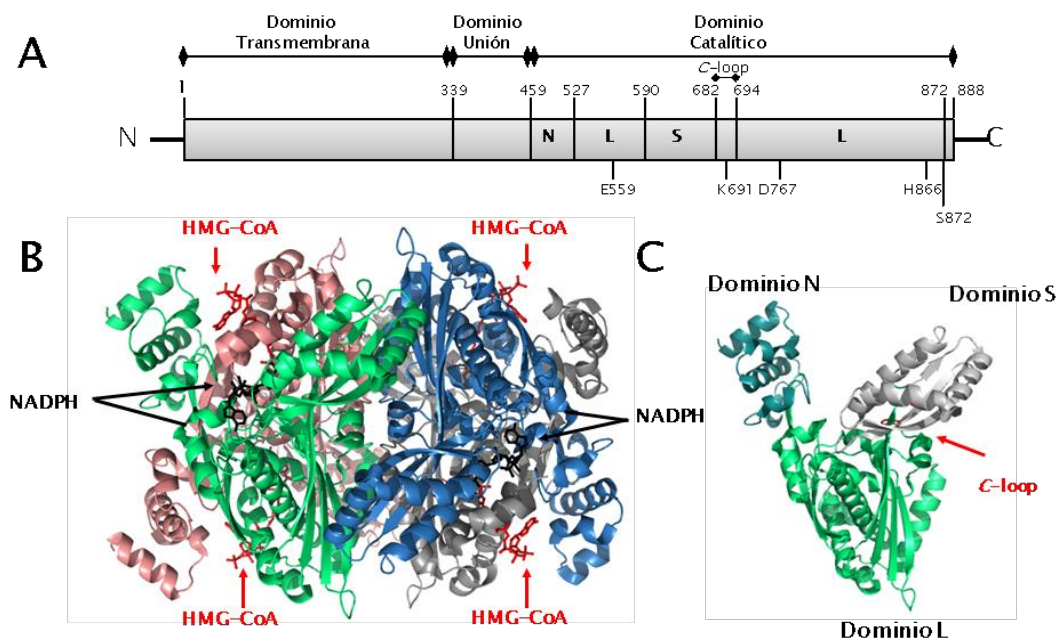 A
Dominio
Transmembrana
Dominio
Unión
Dominio
Catalítico
C-loop
1 339 459 527 590 682 694 872 888
N N L S L C
E559 K691 D767 H866
S872
B
HMG-CoA HMG-CoA
NADPH NADPH
HMG-CoA HMG-CoA
C
Dominio N
Dominio S
C-loop
Dominio L